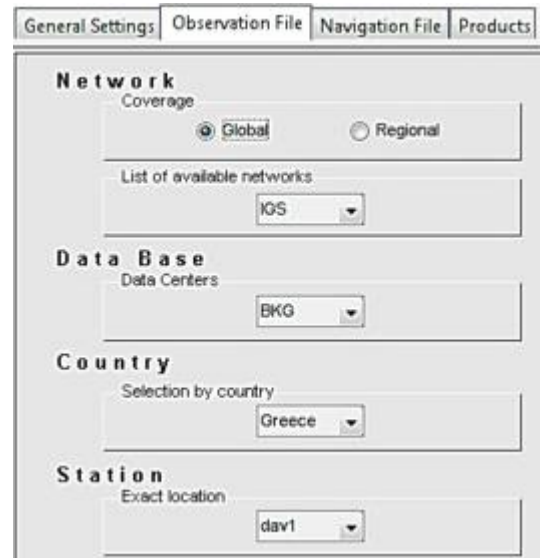 General Settings Observation File Navigation File Products
Network
Coverage
Global Regional
List of available networks
IGS
Data Base
Data Centers
BKG
Country
Selection by country
Greece
Station
Exact location
dav1